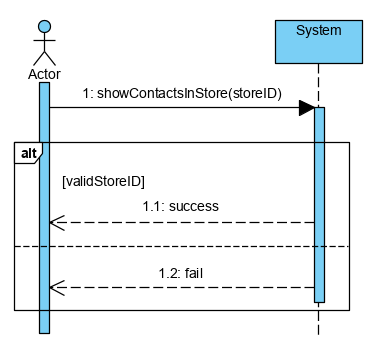 System
Actor
1: showContactsInStore(storeID)
alt
[validStoreID]
1.1: success
1.2: fail